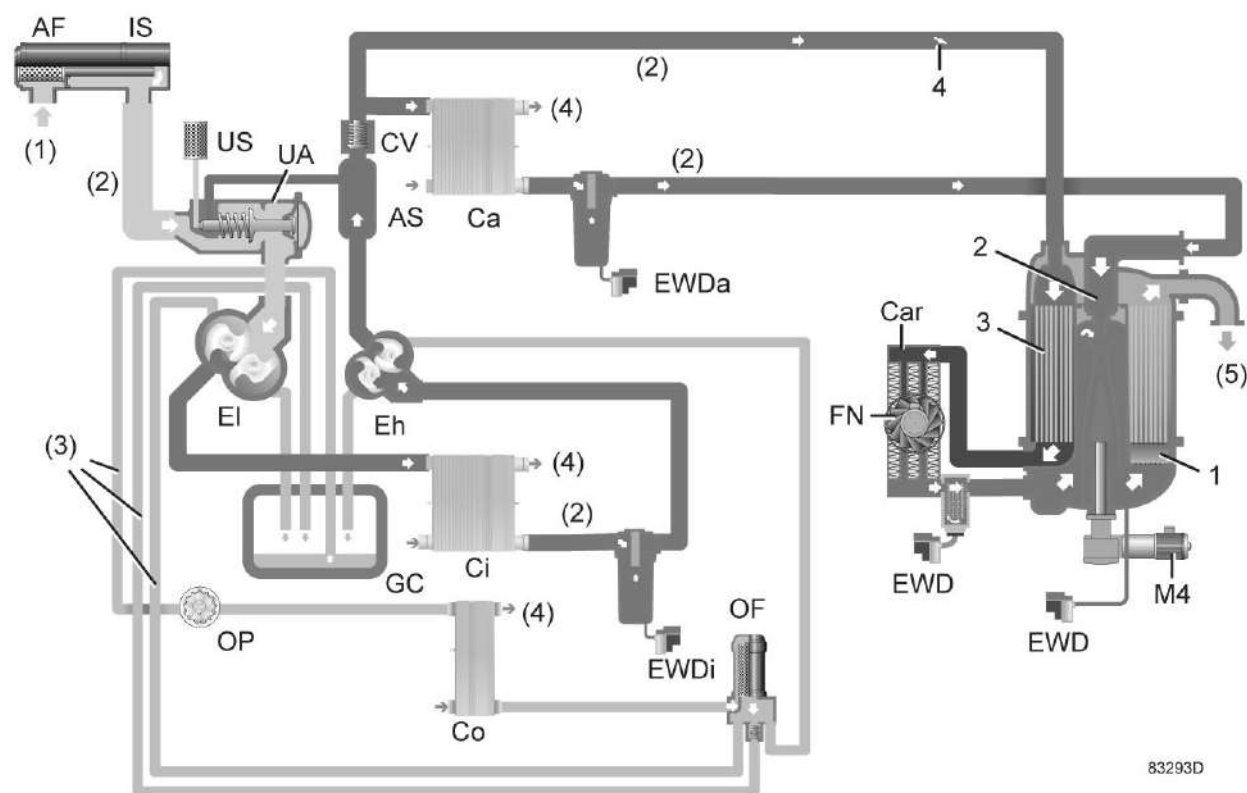 AF IS
(2)
4
(1)
US
CV
(4)
UA
(2)
(2)
AS
Ca
EWDa
2
Car
3
(5)
El
Eh
FN
(3)
(4)
1
(2)
GC
Ci
EWD
M4
OP
(4)
OF
EWD
EWDi
Co
83293D